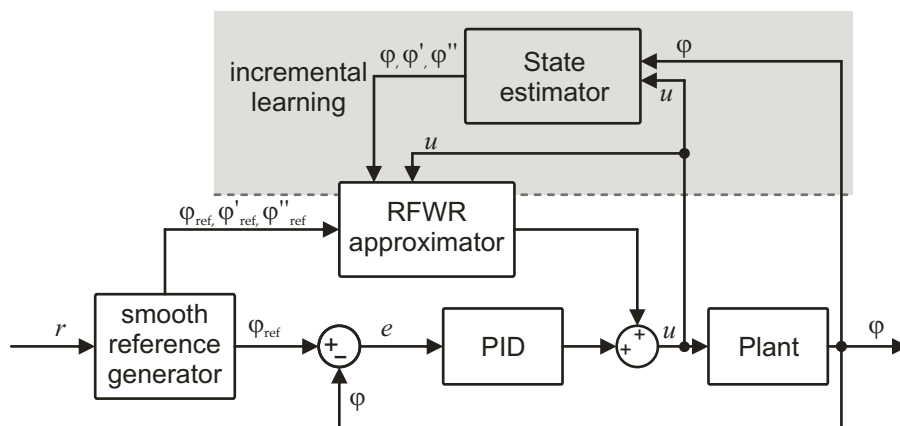 φ
φ, φ', φ"
State
estimator
incremental
learning
u
u
φref, φ'ref, φ"ref
RFWR
approximator
r
smooth
reference
generator
φref
+
−
e
PID
+
+
u
Plant
φ
φ